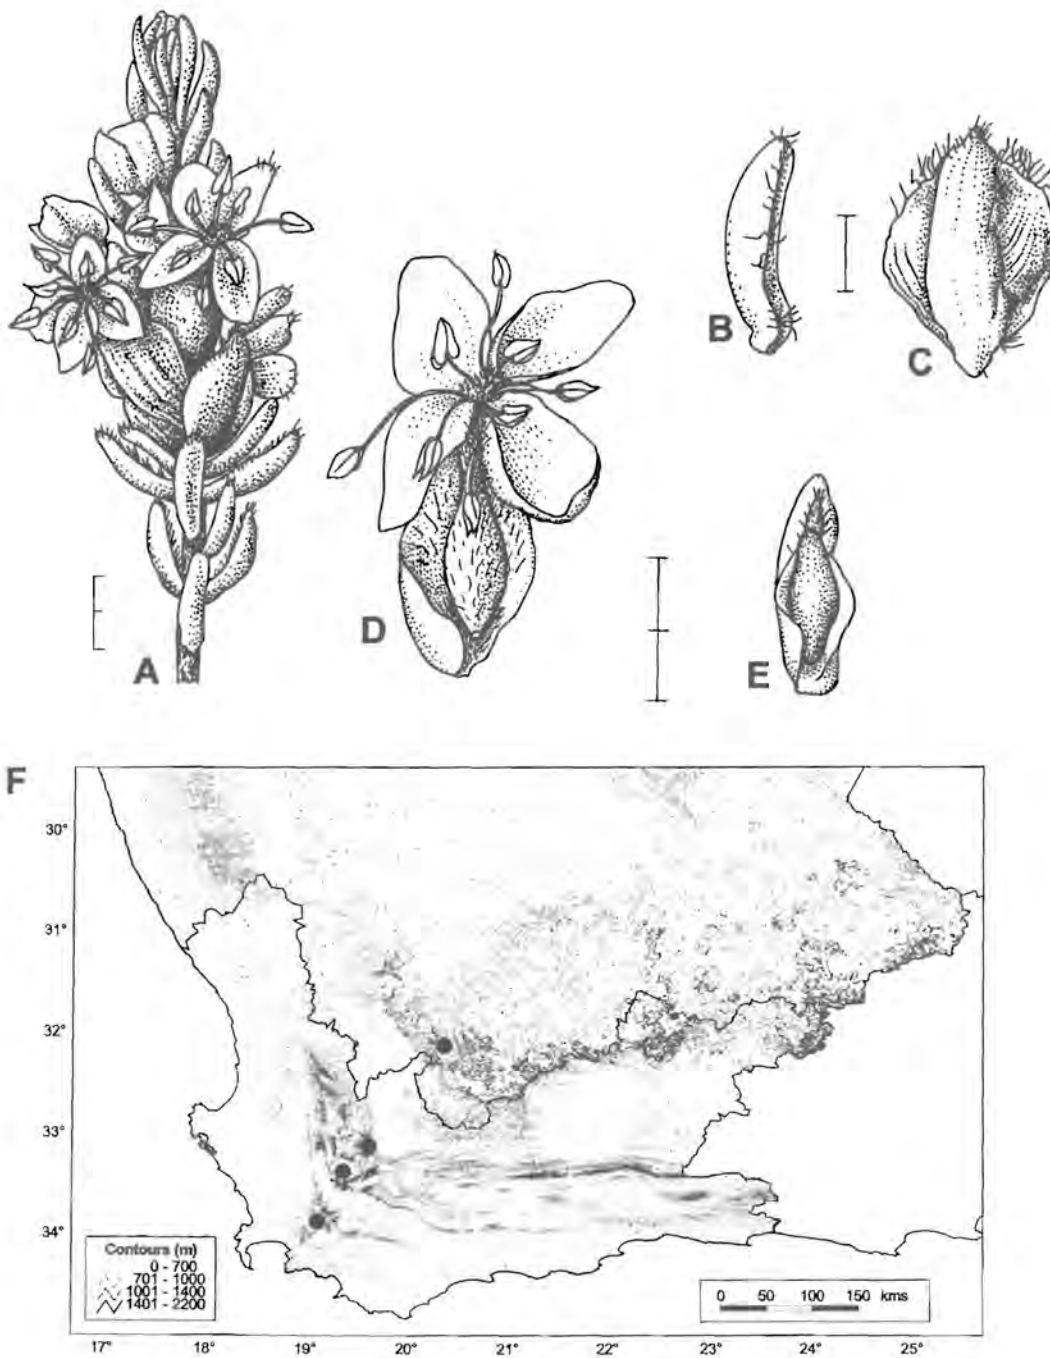 A
B
C
D
E
F
30°
31°
32°
33°
34°
Contours (m)
0 - 700
701 - 1000
1001 - 1400
1401 - 2200
0 50 100 150 kms
17° 18° 19° 20° 21° 22° 23° 24° 25°